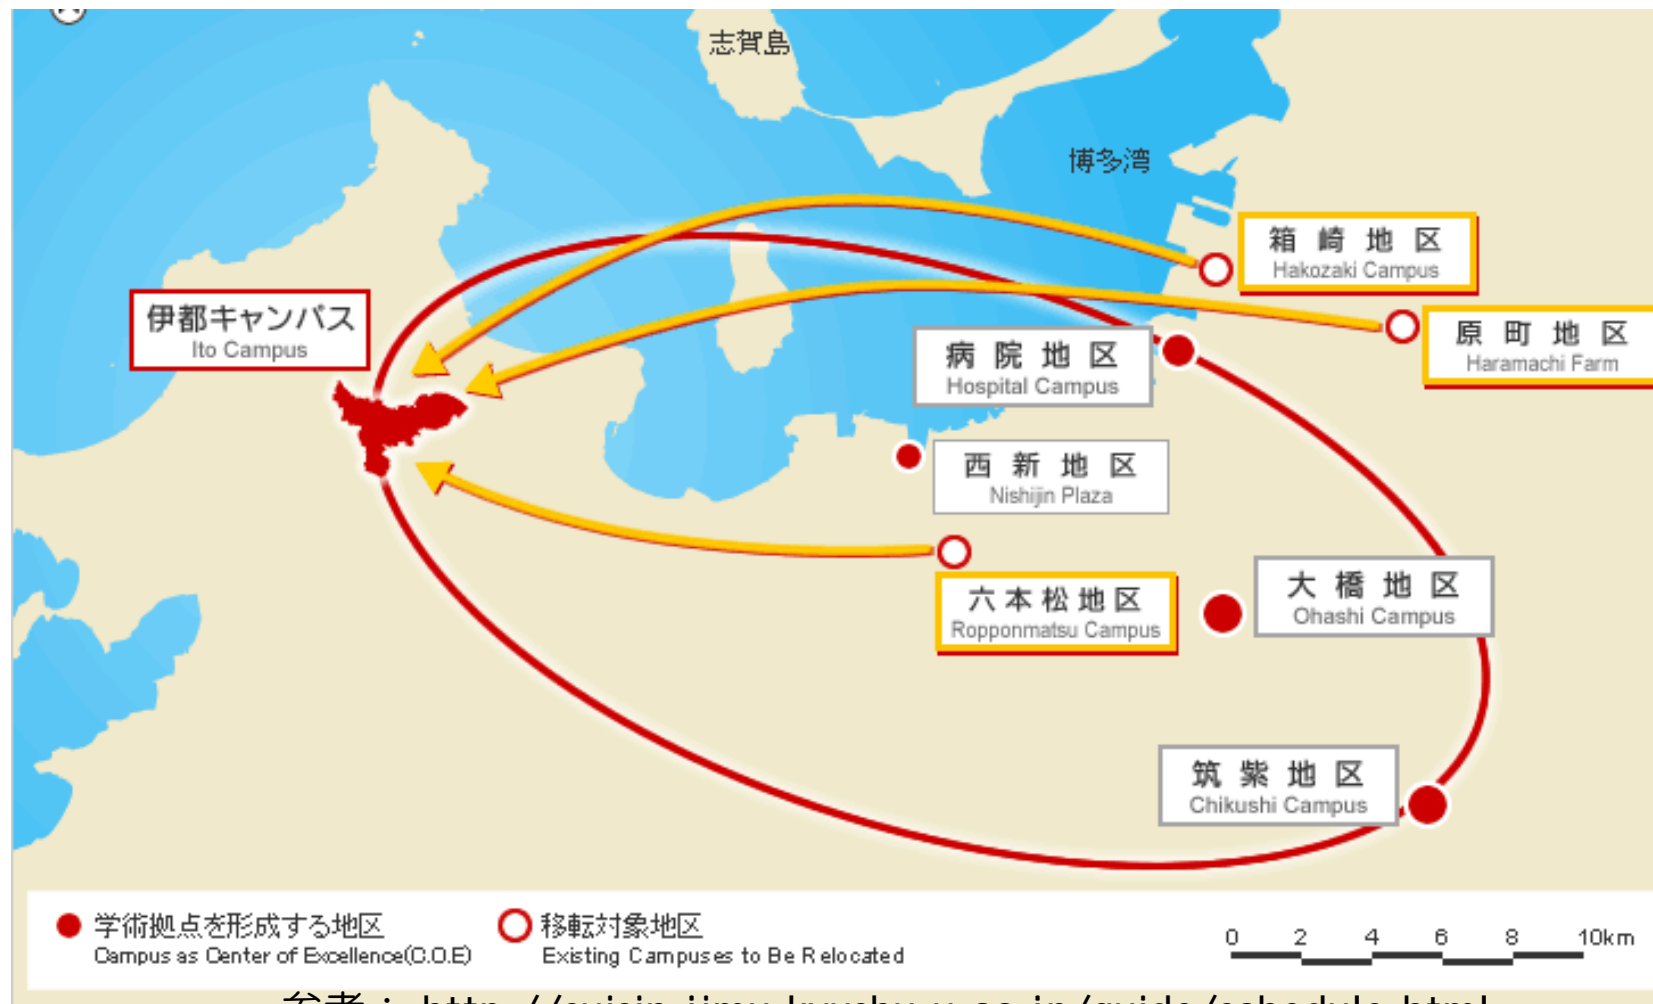 志賀島
博多湾
箱崎地区
Hakozaki Campus
伊都キャンパス
Ito Campus
原町地区
Haramachi Farm
病院地区
Hospital Campus
西新地区
Nishijin Plaza
大橋地区
Ohashi Campus
六本松地区
Ropponmatsu Campus
筑紫地区
Chikushi Campus
学術拠点を形成する地区
Campus as Center of Excellence(C.O.E)
移転対象地区
Existing Campuses to Be Relocated
0 2 4 6 8 10km